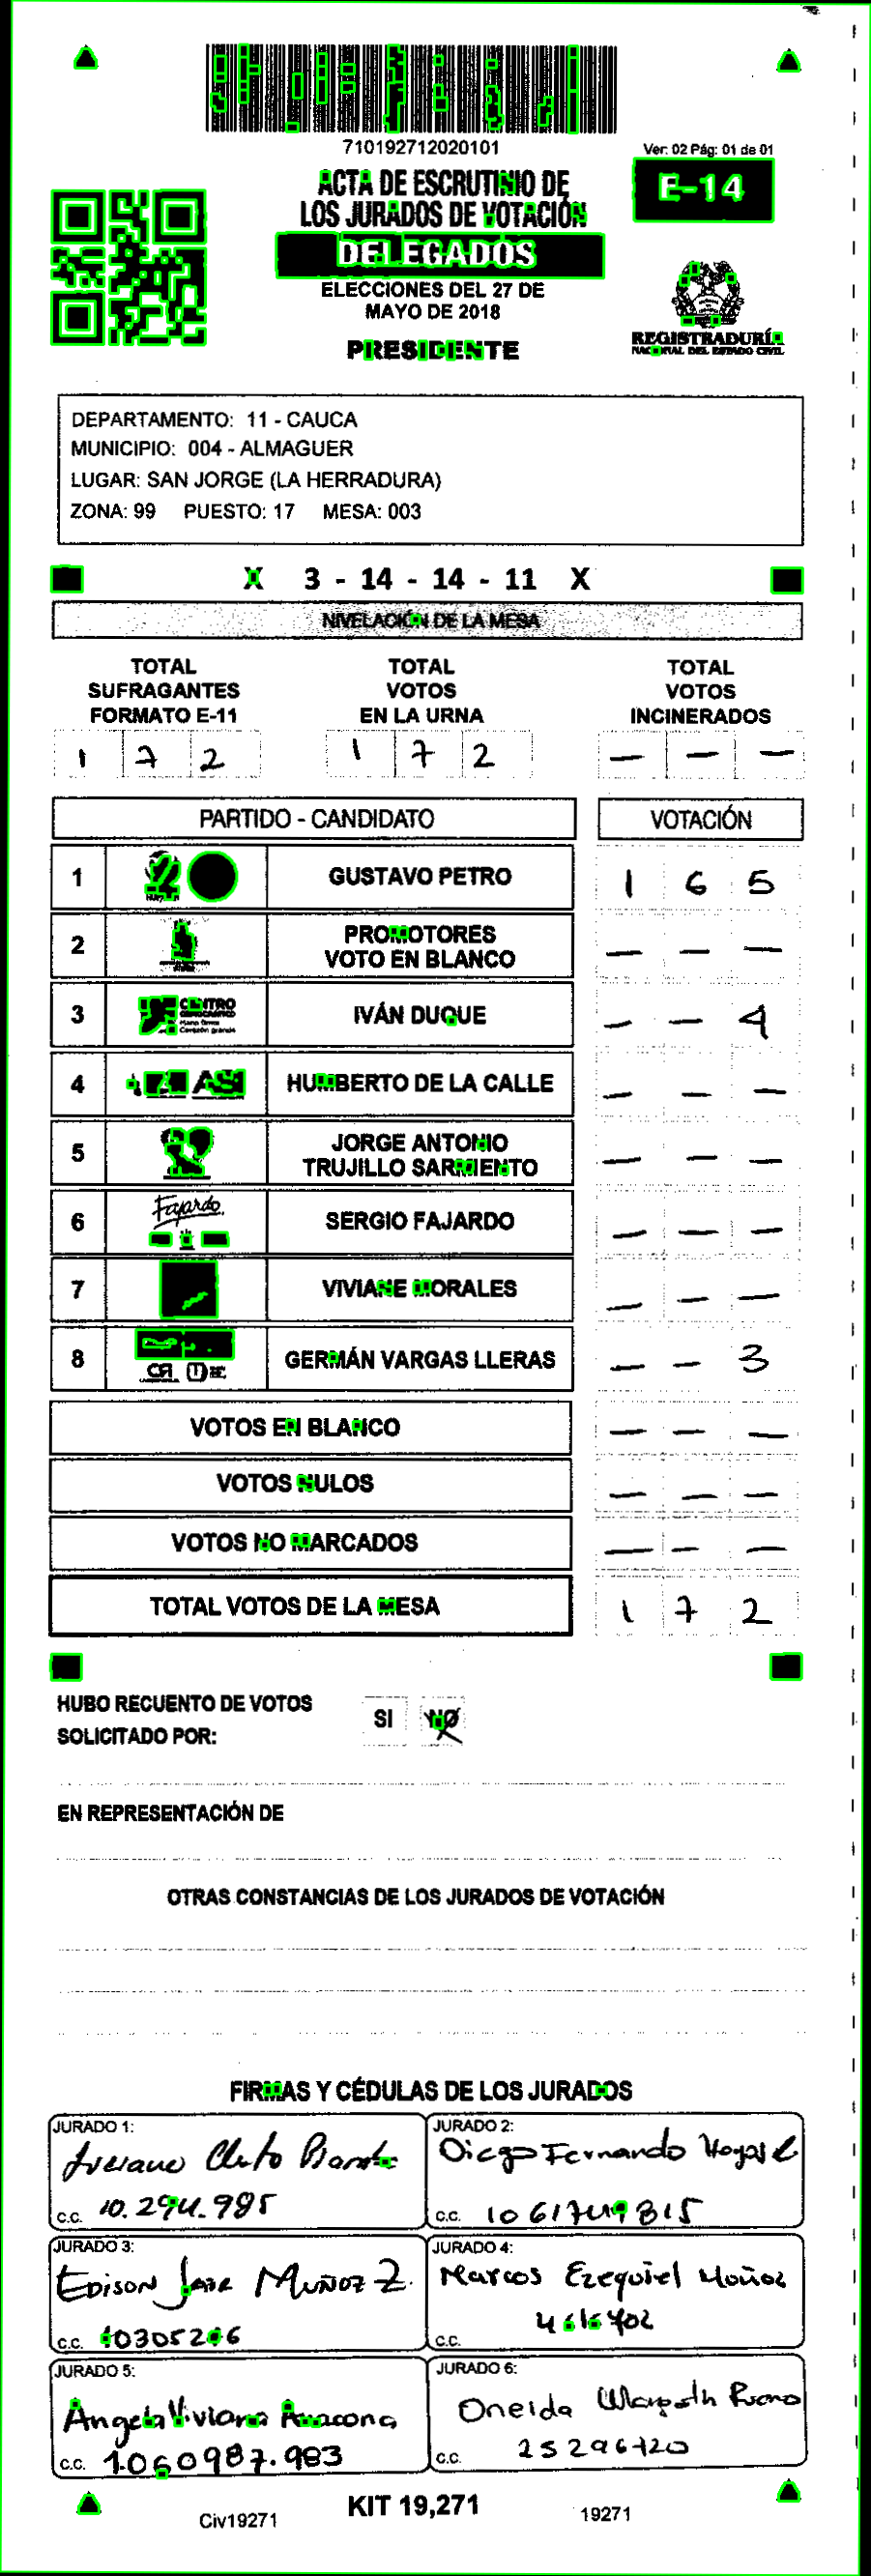 710192712020101
Ver: 02 Pág: 01 de 01
ACTA DE ESCRUTINIO DE
LOS JURADOS DE VOTACIÓN
E-14
DELEGADOS
ELECCIONES DEL 27 DE
MAYO DE 2018
PRESIDENTE
REGISTRADURÍA
NACIONAL DEL ESTADO CIVIL
DEPARTAMENTO: 11 - CAUCA
MUNICIPIO: 004 - ALMAGUER
LUGAR: SAN JORGE (LA HERRADURA)
ZONA: 99 PUESTO: 17 MESA: 003
X 3 - 14 - 14 - 11 X
NIVELACIÓN DE LA MESA
TOTAL SUFRAGANTES FORMATO E-11
TOTAL VOTOS EN LA URNA
TOTAL VOTOS INCINERADOS
1 7 2 1 7 2 — — —
PARTIDO - CANDIDATO VOTACIÓN
1 GUSTAVO PETRO 1 6 5
2 PROMOTORES VOTO EN BLANCO — — —
3 CENTRO DEMOCRÁTICO Mano firme Corazón grande IVÁN DUQUE — — 4
4 ASI HUMBERTO DE LA CALLE — — —
5 JORGE ANTONIO TRUJILLO SARMIENTO — — —
6 Fajardo SERGIO FAJARDO — — —
7 VIVIANE MORALES — — —
8 GERMÁN VARGAS LLERAS — — 3
VOTOS EN BLANCO — — —
VOTOS NULOS — — —
VOTOS NO MARCADOS — — —
TOTAL VOTOS DE LA MESA 1 7 2
HUBO RECUENTO DE VOTOS SI NO
SOLICITADO POR:
EN REPRESENTACIÓN DE
OTRAS CONSTANCIAS DE LOS JURADOS DE VOTACIÓN
FIRMAS Y CÉDULAS DE LOS JURADOS
JURADO 1: JURADO 2:
Diego Fernando Hoyos
C.C. 10.294.985 C.C. 1061749815
JURADO 3: JURADO 4:
EDISON JAIR MUÑOZ Z. Marcos Ezequiel Muñoz
C.C. 10305266 C.C. 4616402
JURADO 5: JURADO 6:
Angela Viviana Anacona Oneida
C.C. 1.060987.983 C.C. 25296720
Civ19271 KIT 19,271 19271